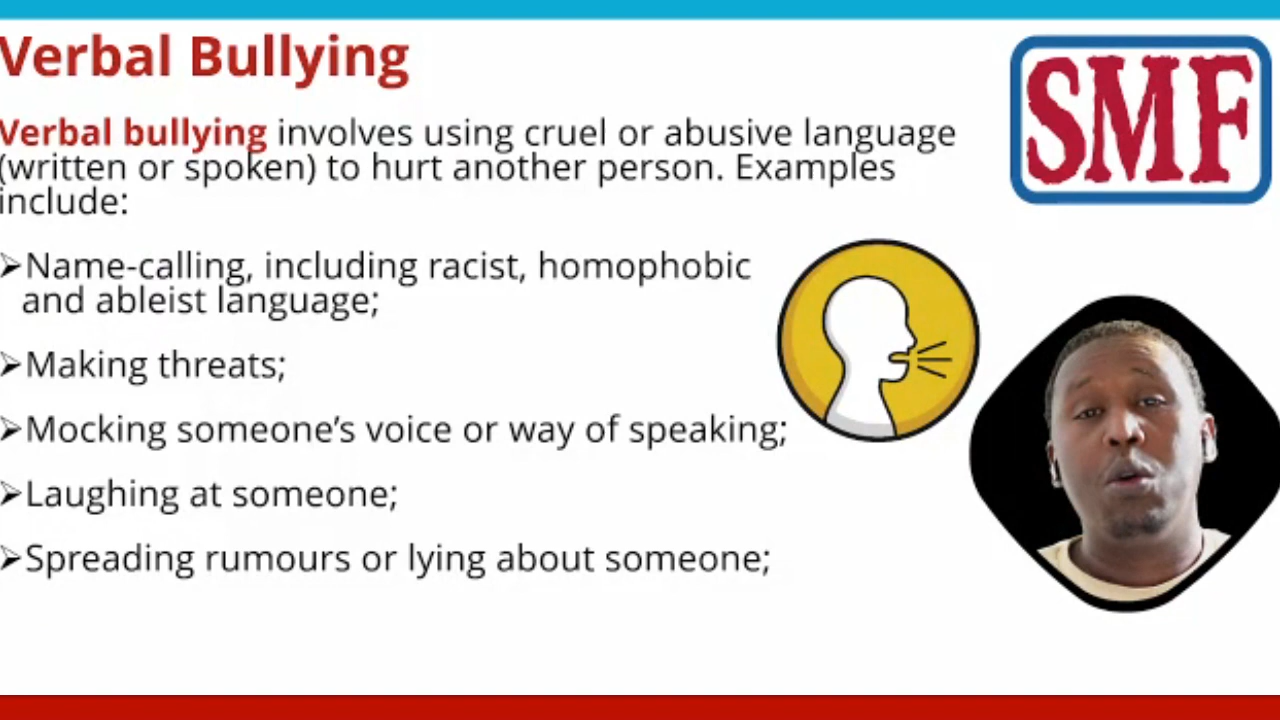 Verbal Bullying
SMF
Verbal bullying involves using cruel or abusive language
(written or spoken) to hurt another person. Examples
include:
➢Name-calling, including racist, homophobic
and ableist language;
➢Making threats;
➢Mocking someone’s voice or way of speaking;
➢Laughing at someone;
➢Spreading rumours or lying about someone;